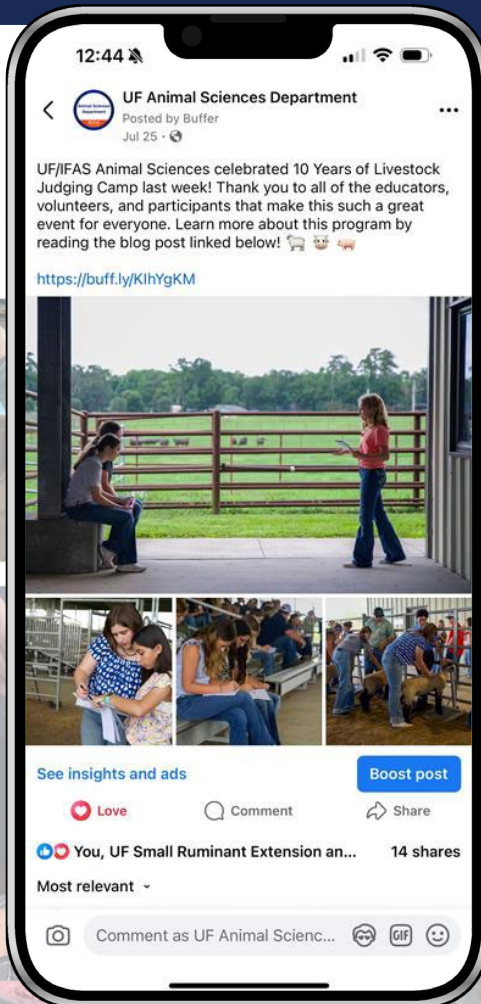 12:44
UF Animal Sciences Department
Posted by Buffer
Jul 25 ·
UF/IFAS Animal Sciences celebrated 10 Years of Livestock
Judging Camp last week! Thank you to all of the educators,
volunteers, and participants that make this such a great
event for everyone. Learn more about this program by
reading the blog post linked below! 🐑 🐮 🐖
https://buff.ly/KIhYgKM
See insights and ads
Boost post
Love
Comment
Share
You, UF Small Ruminant Extension an...
14 shares
Most relevant
Comment as UF Animal Scienc...
GIF